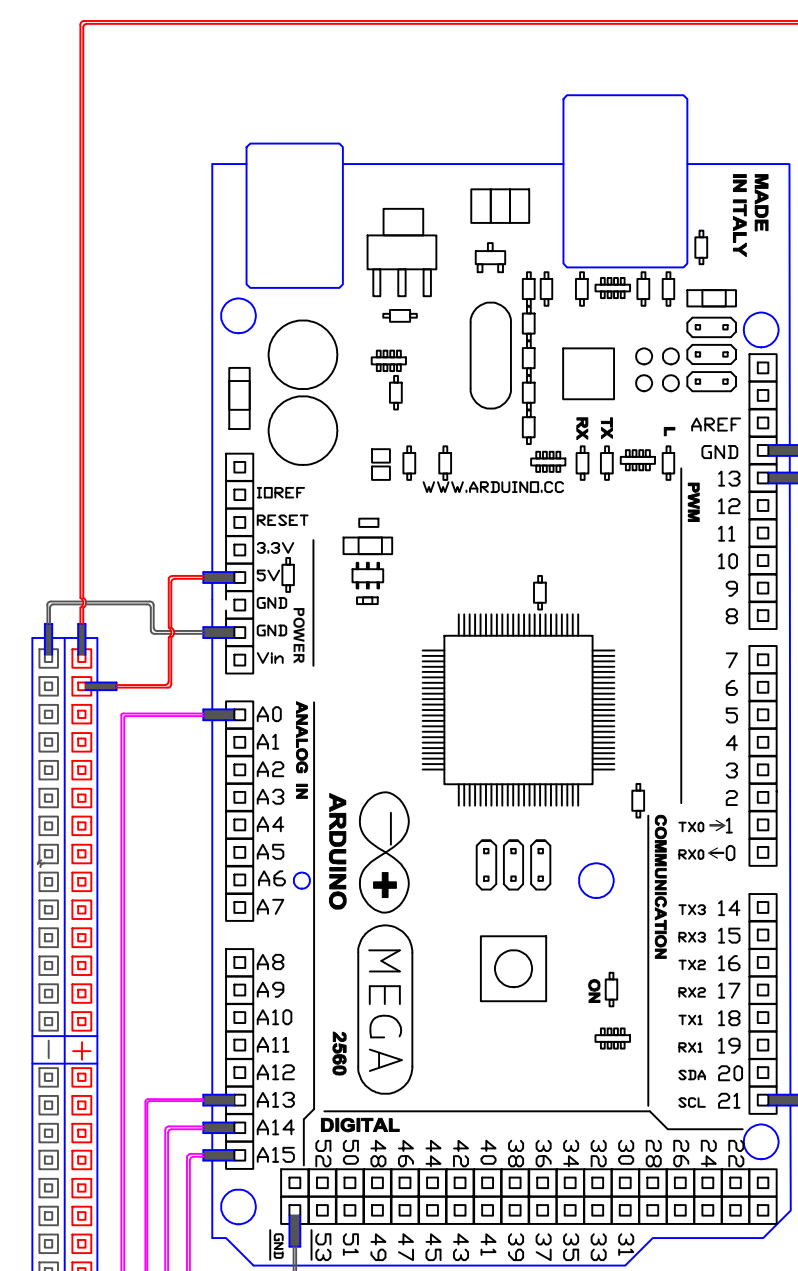 MADE
IN ITALY
AREF
GND
13
12
11
10
9
8
PWM
RX
TX
L
WWW.ARDUINO.CC
IOREF
RESET
3.3V
5V
GND
GND
Vin
POWER
7
6
5
4
3
2
TX0→1
RX0←0
A0
A1
A2
A3
A4
A5
A6
A7
ANALOG IN
ARDUINO
MEGA
2560
COMMUNICATION
TX3 14
RX3 15
TX2 16
RX2 17
TX1 18
RX1 19
SDA 20
SCL 21
ON
A8
A9
A10
A11
A12
A13
A14
A15
− +
DIGITAL
52 50 48 46 44 42 40 38 36 34 32 30 28 26 24 22
GND 53 51 49 47 45 43 41 39 37 35 33 31